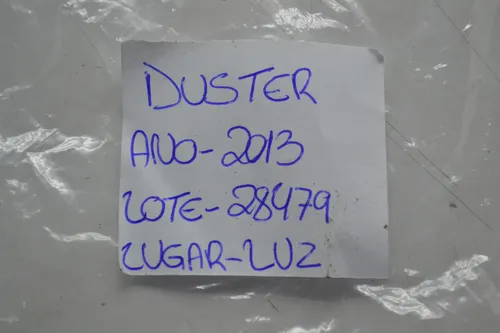 DUSTER
ANO-2013
LOTE-28479
LUGAR-LUZ